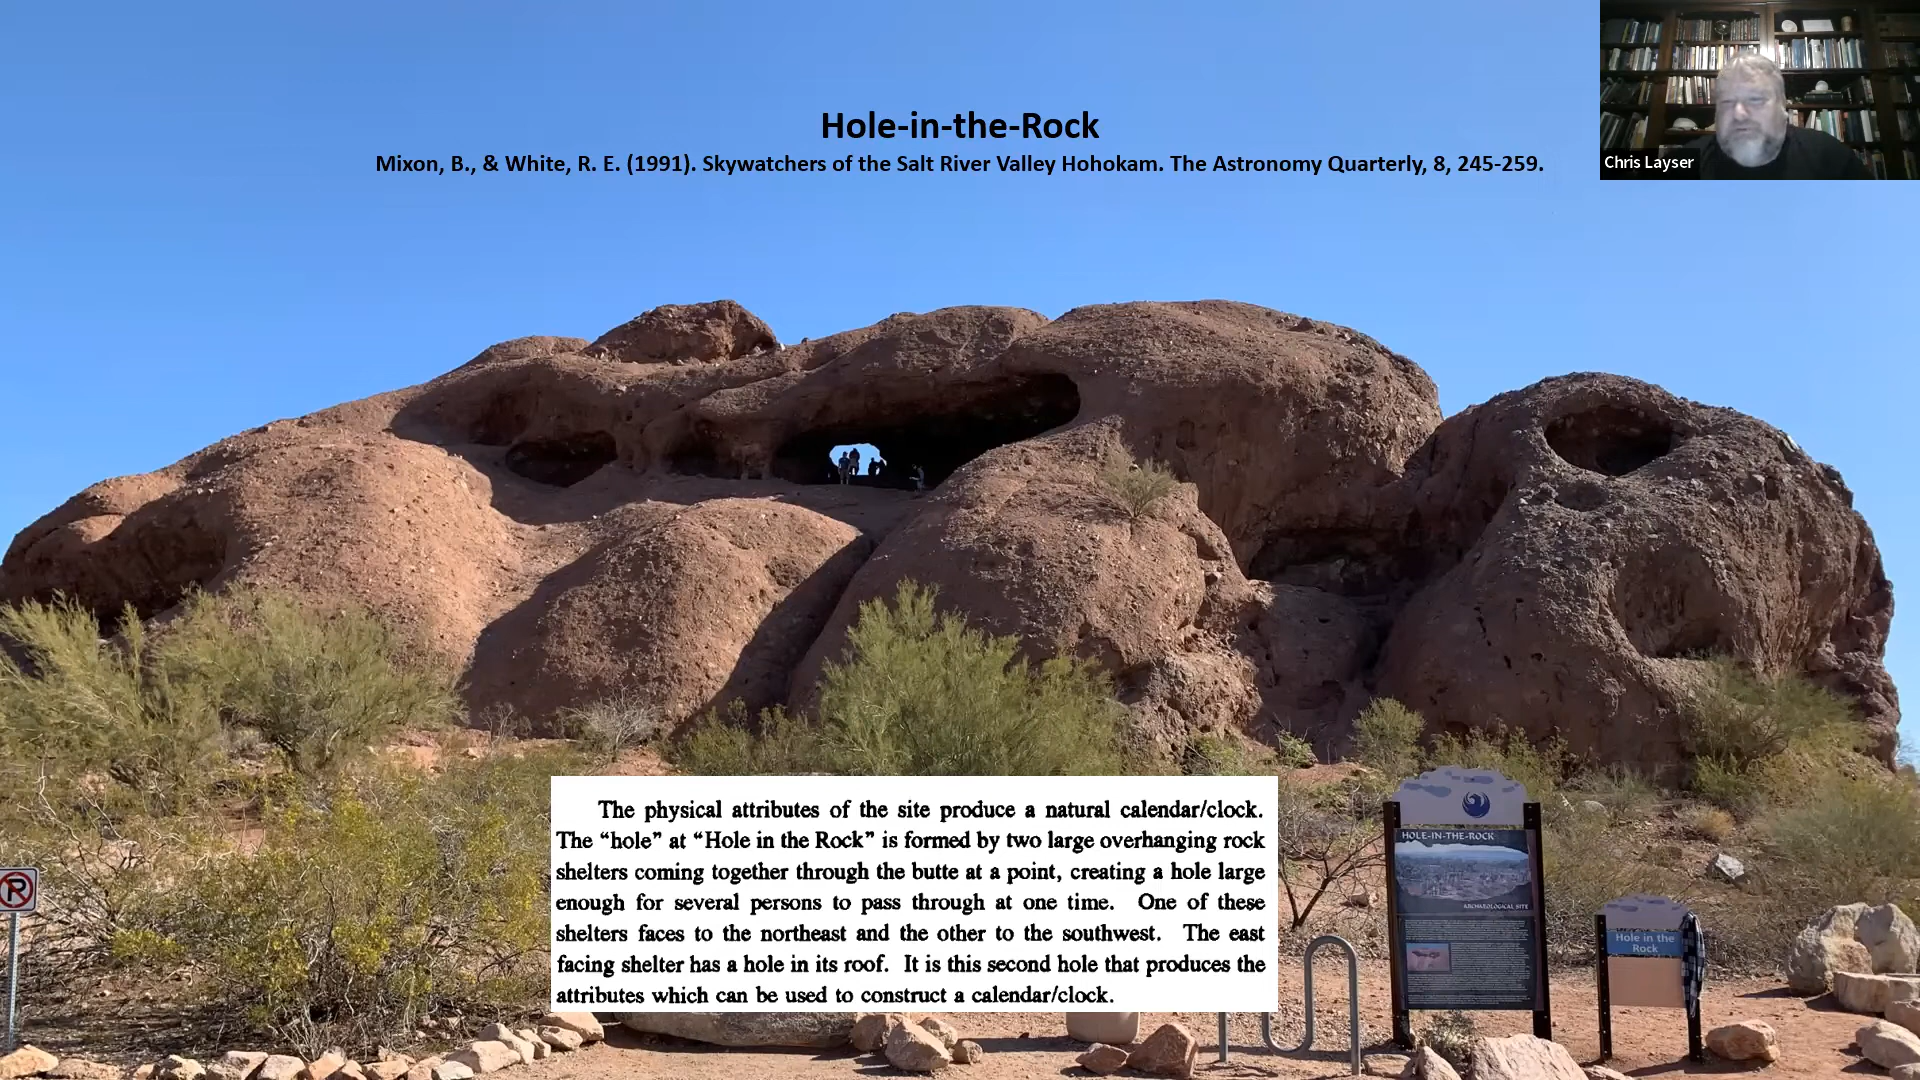 Hole-in-the-Rock
Mixon, B., & White, R. E. (1991). Skywatchers of the Salt River Valley Hohokam. The Astronomy Quarterly, 8, 245-259.
Chris Layser
The physical attributes of the site produce a natural calendar/clock.
The “hole” at “Hole in the Rock” is formed by two large overhanging rock
shelters coming together through the butte at a point, creating a hole large
enough for several persons to pass through at one time. One of these
shelters faces to the northeast and the other to the southwest. The east
facing shelter has a hole in its roof. It is this second hole that produces the
attributes which can be used to construct a calendar/clock.
HOLE-IN-THE-ROCK
ARCHAEOLOGICAL SITE
Hole in the
Rock
P